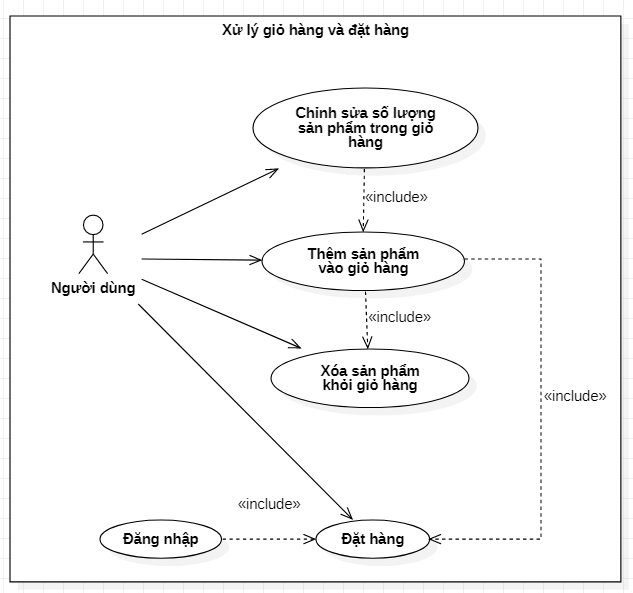 Xử lý giỏ hàng và đặt hàng
Chỉnh sửa số lượng
sản phẩm trong giỏ
hàng
«include»
Thêm sản phẩm
vào giỏ hàng
Người dùng
«include»
Xóa sản phẩm
khỏi giỏ hàng
«include»
«include»
Đăng nhập
Đặt hàng